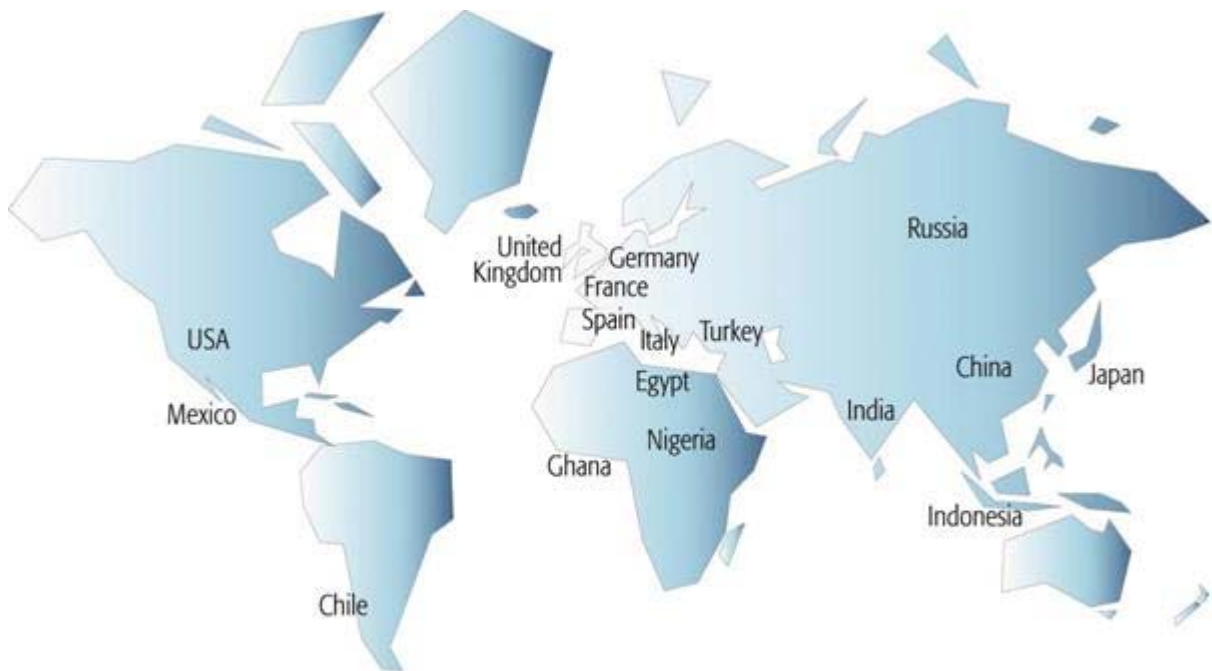 Russia
United
Kingdom
Germany
France
Spain
Italy
Turkey
USA
China
Japan
Egypt
Mexico
India
Nigeria
Ghana
Indonesia
Chile